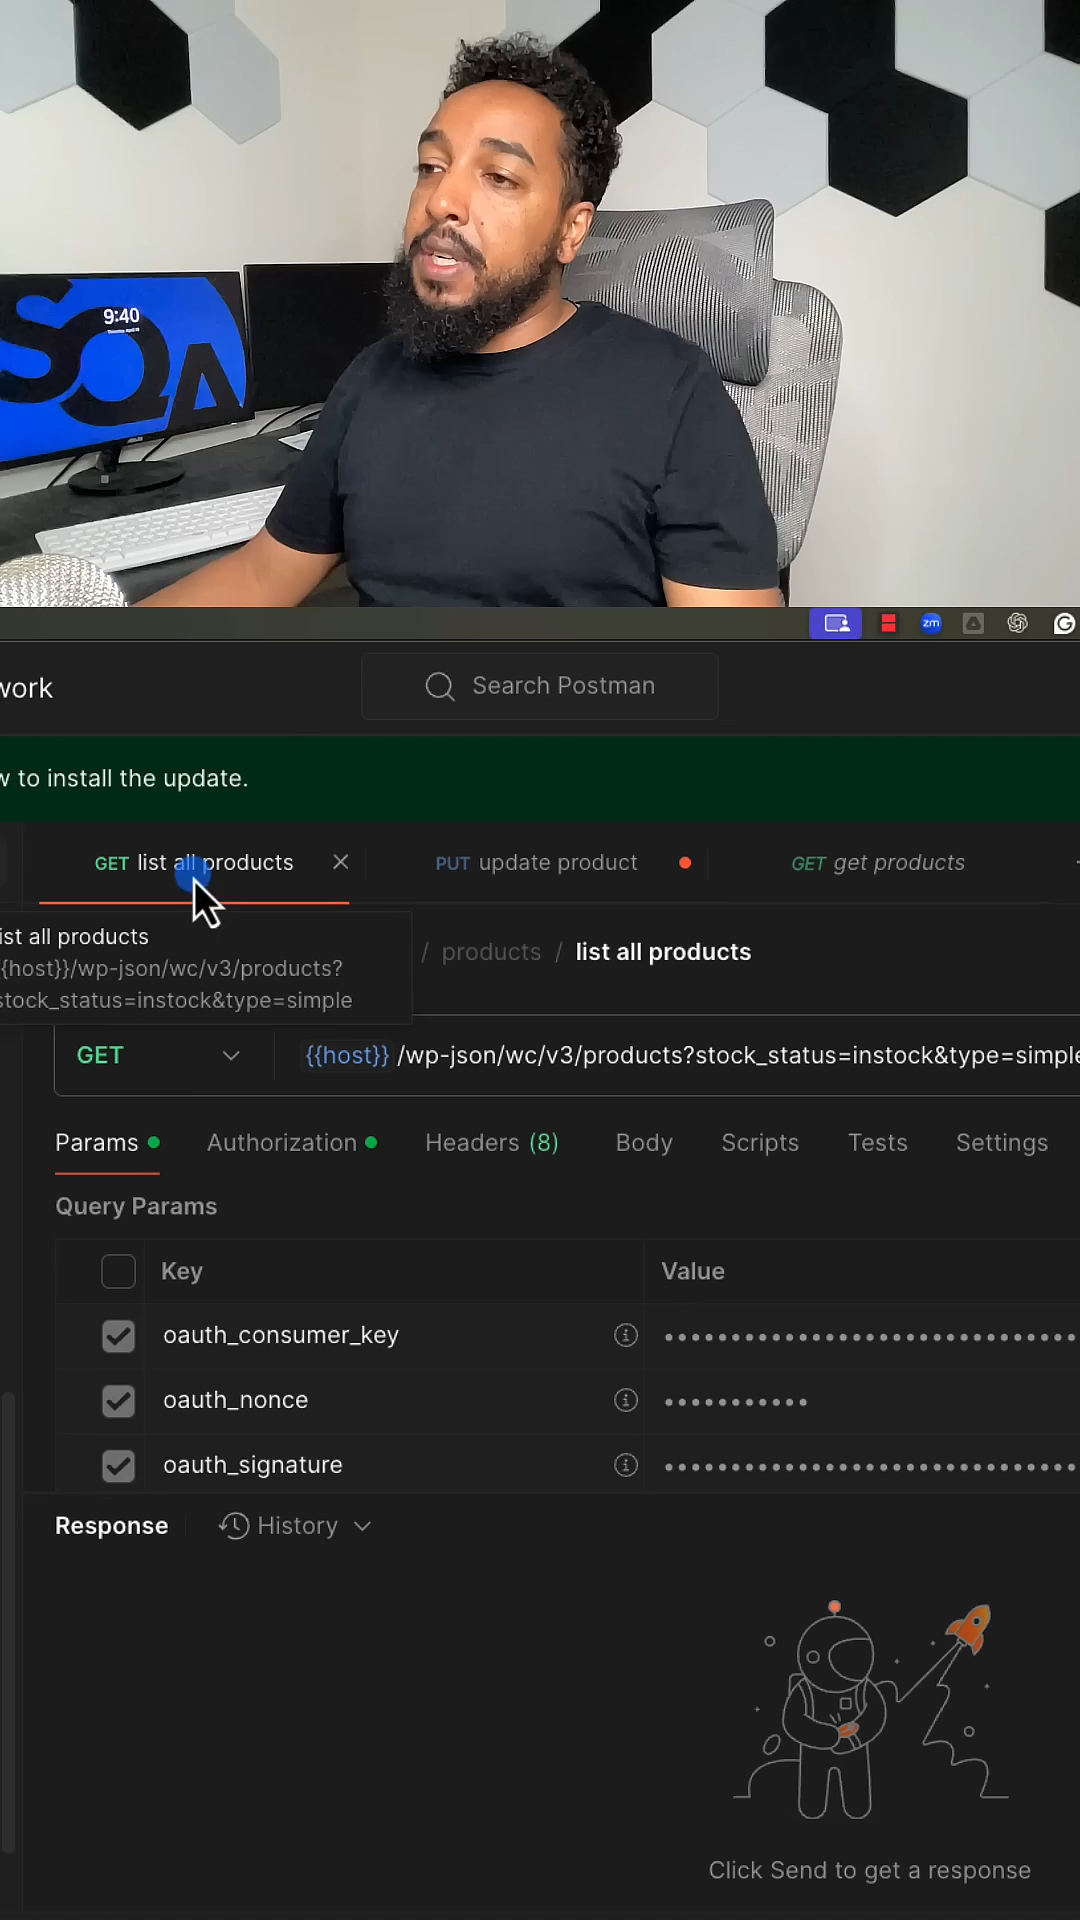 9:40
SQA
zm
work
Search Postman
w to install the update.
GET list all products
PUT update product
GET get products
ist all products
{host}}/wp-json/wc/v3/products?
stock_status=instock&type=simple
/ products / list all products
GET
{{host}} /wp-json/wc/v3/products?stock_status=instock&type=simple
Params
Authorization
Headers (8)
Body
Scripts
Tests
Settings
Query Params
Key
Value
oauth_consumer_key
oauth_nonce
oauth_signature
Response
History
Click Send to get a response